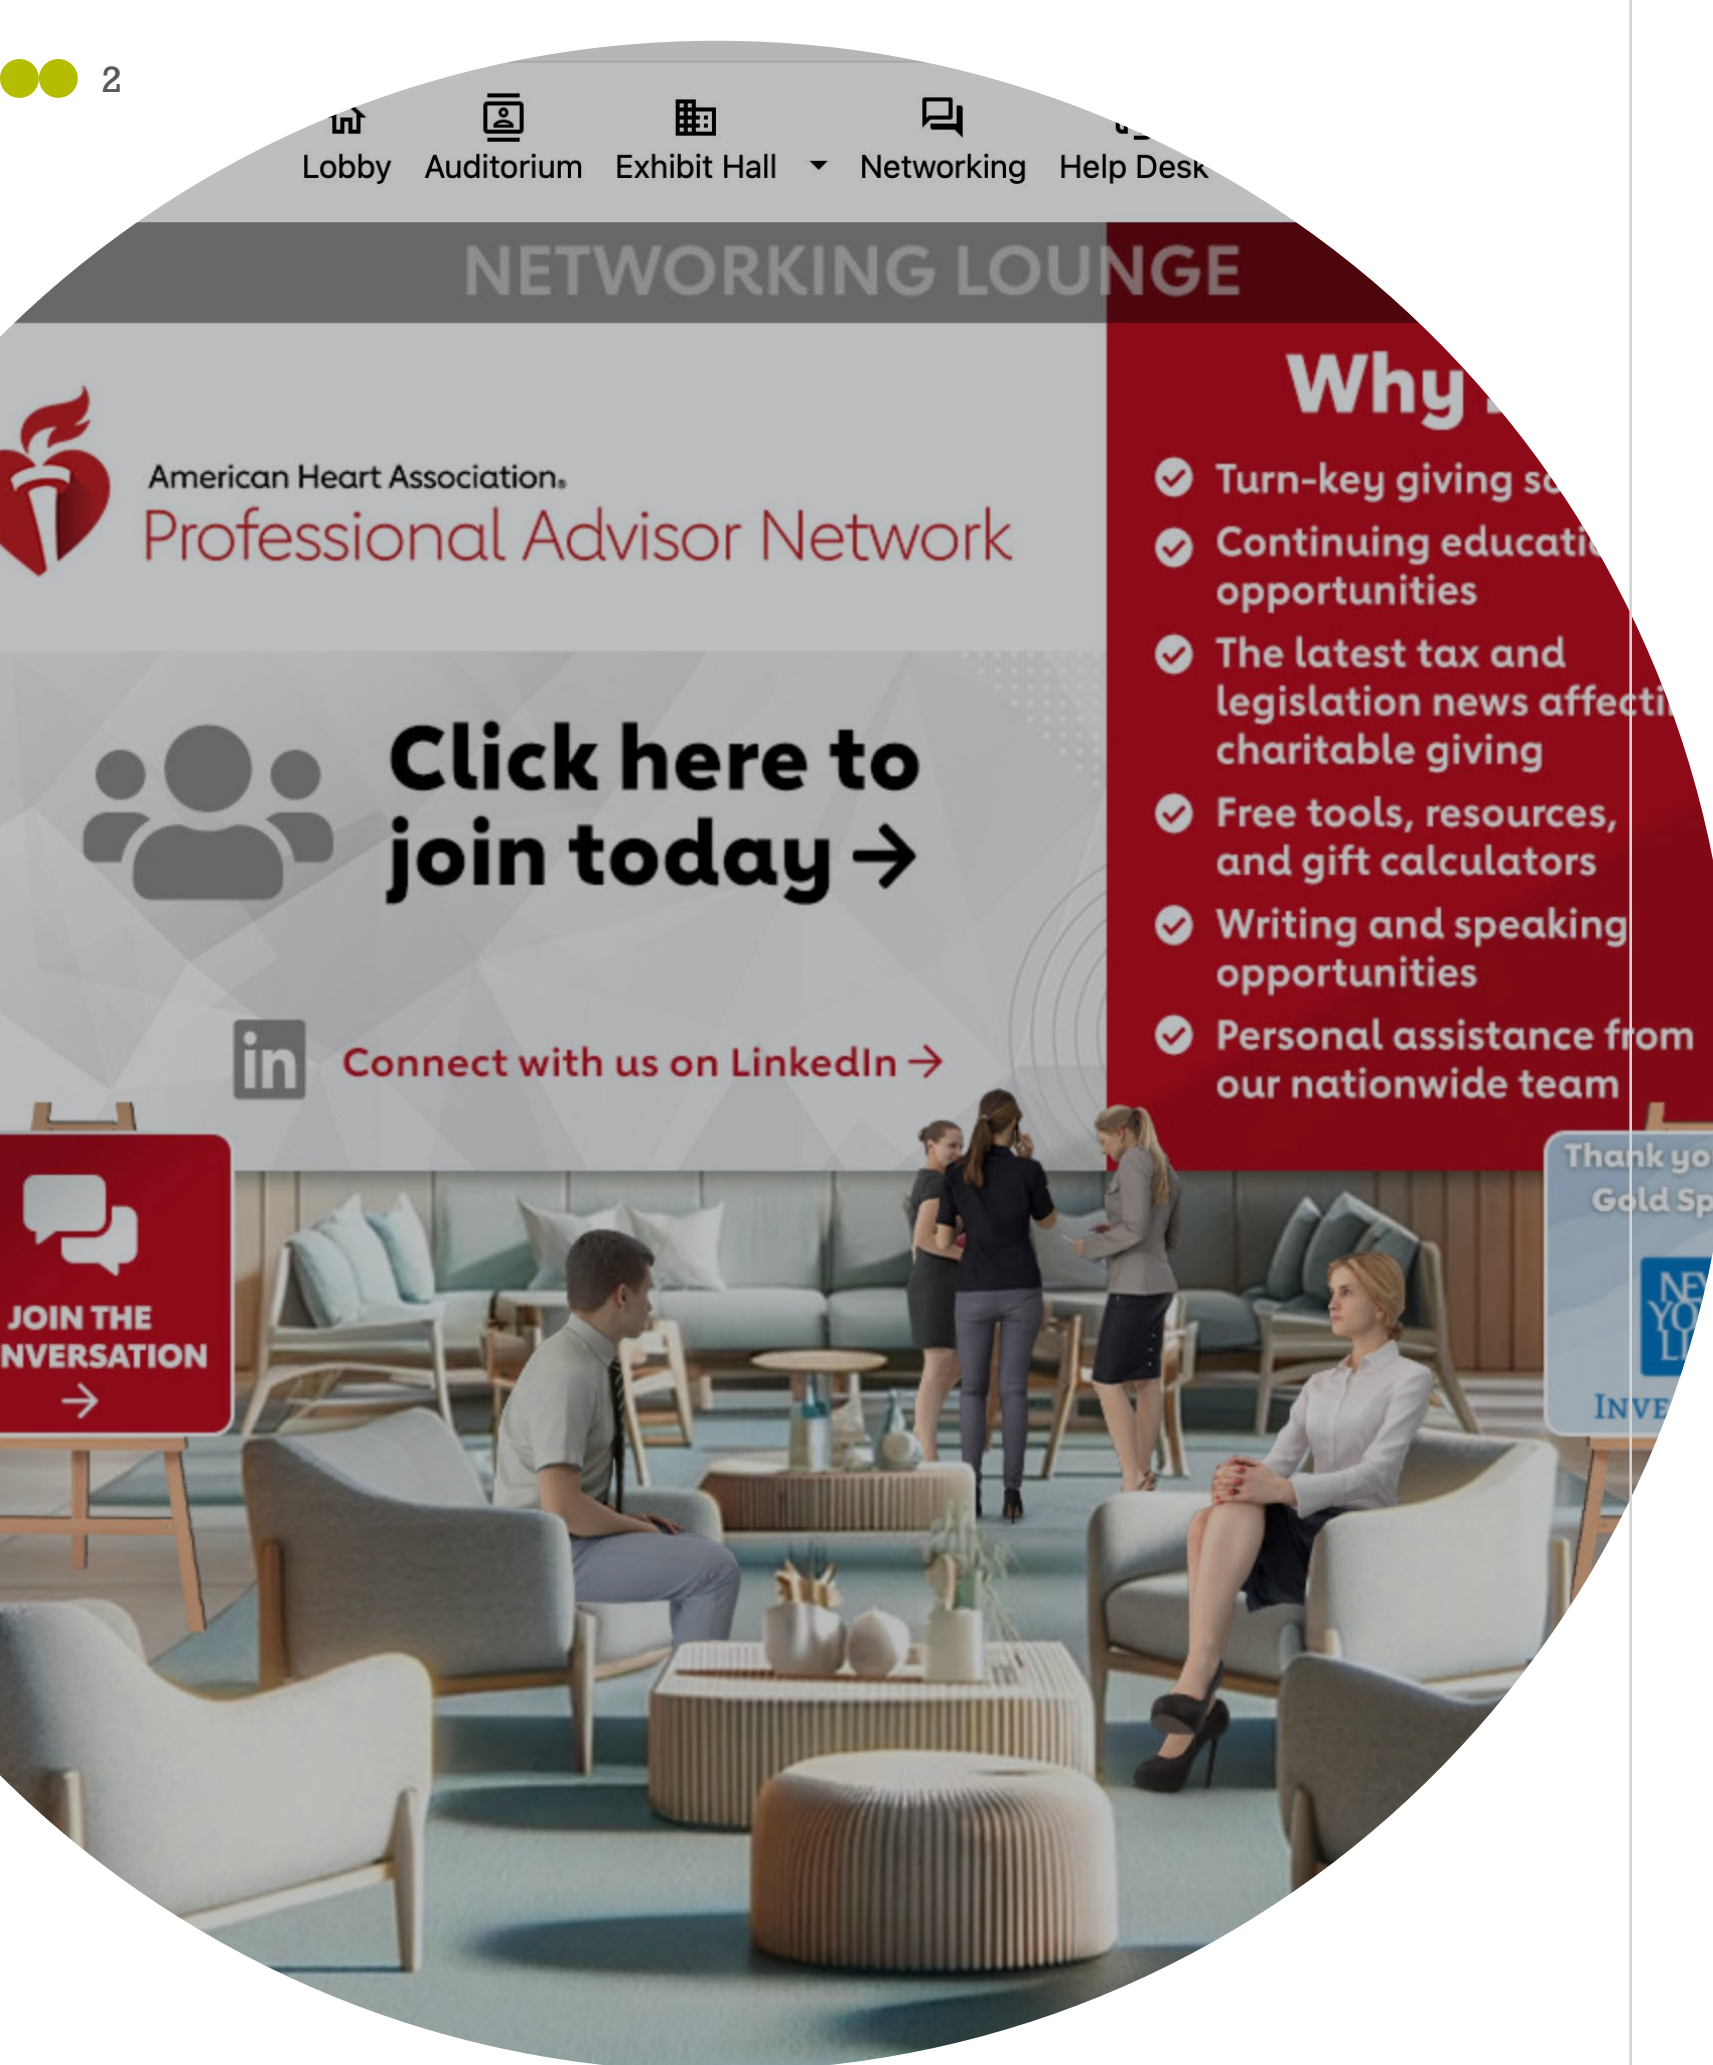 2
Lobby Auditorium Exhibit Hall Networking Help Desk
NETWORKING LOUNGE
American Heart Association®
Professional Advisor Network
Click here to
join today →
in Connect with us on LinkedIn →
Why
Turn-key giving
Continuing
opportunities
The latest tax and
legislation news
charitable giving
Free tools, resources,
and gift calculators
Writing and speaking
opportunities
Personal assistance from
our nationwide team
JOIN THE
→
Thank
Gold